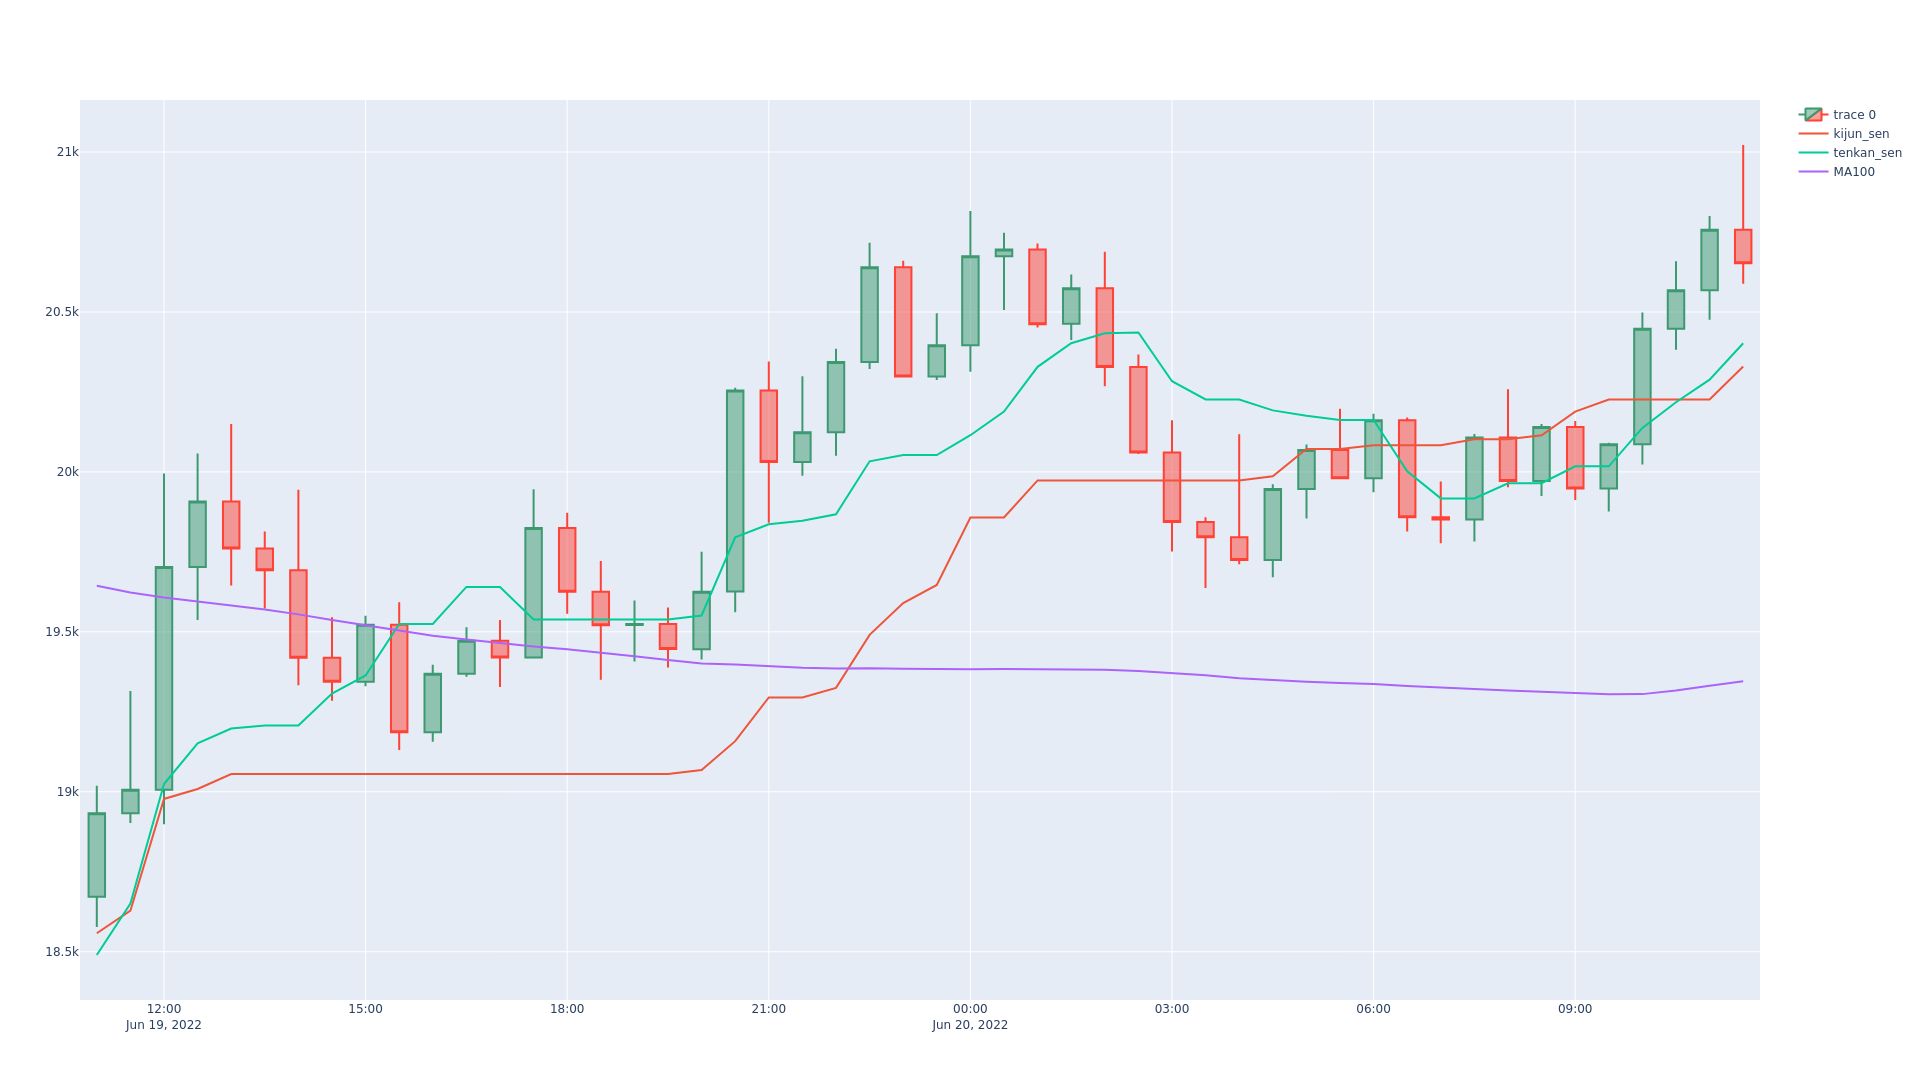 21k
20.5k
20k
19.5k
19k
18.5k
12:00
Jun 19, 2022
15:00
18:00
21:00
00:00
Jun 20, 2022
03:00
06:00
09:00
trace 0
kijun_sen
tenkan_sen
MA100